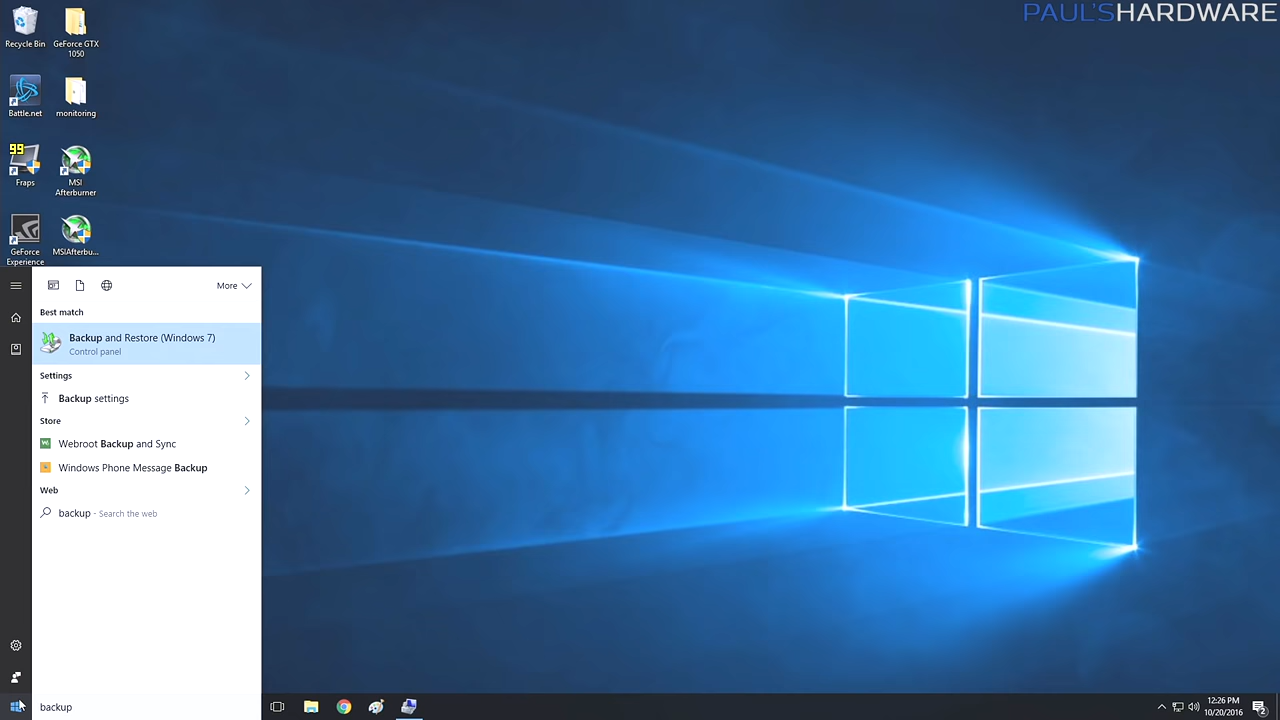 PAUL'SHARDWARE
Recycle Bin
GeForce GTX
1050
Battle.net
monitoring
99
Fraps
MSI
Afterburner
GeForce
Experience
MSIAfterbu...
More
Best match
Backup and Restore (Windows 7)
Control panel
Settings
Backup settings
Store
Webroot Backup and Sync
Windows Phone Message Backup
Web
backup - Search the web
backup
12:26 PM
10/20/2016
2